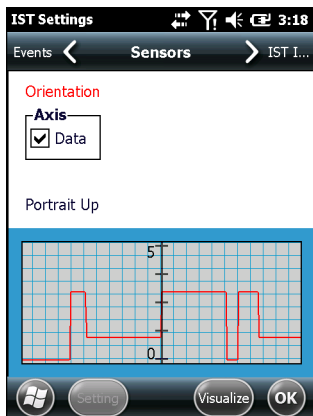 IST Settings 3:18
Events Sensors IST I...
Orientation
Axis
Data
Portrait Up
5
0
Setting Visualize OK